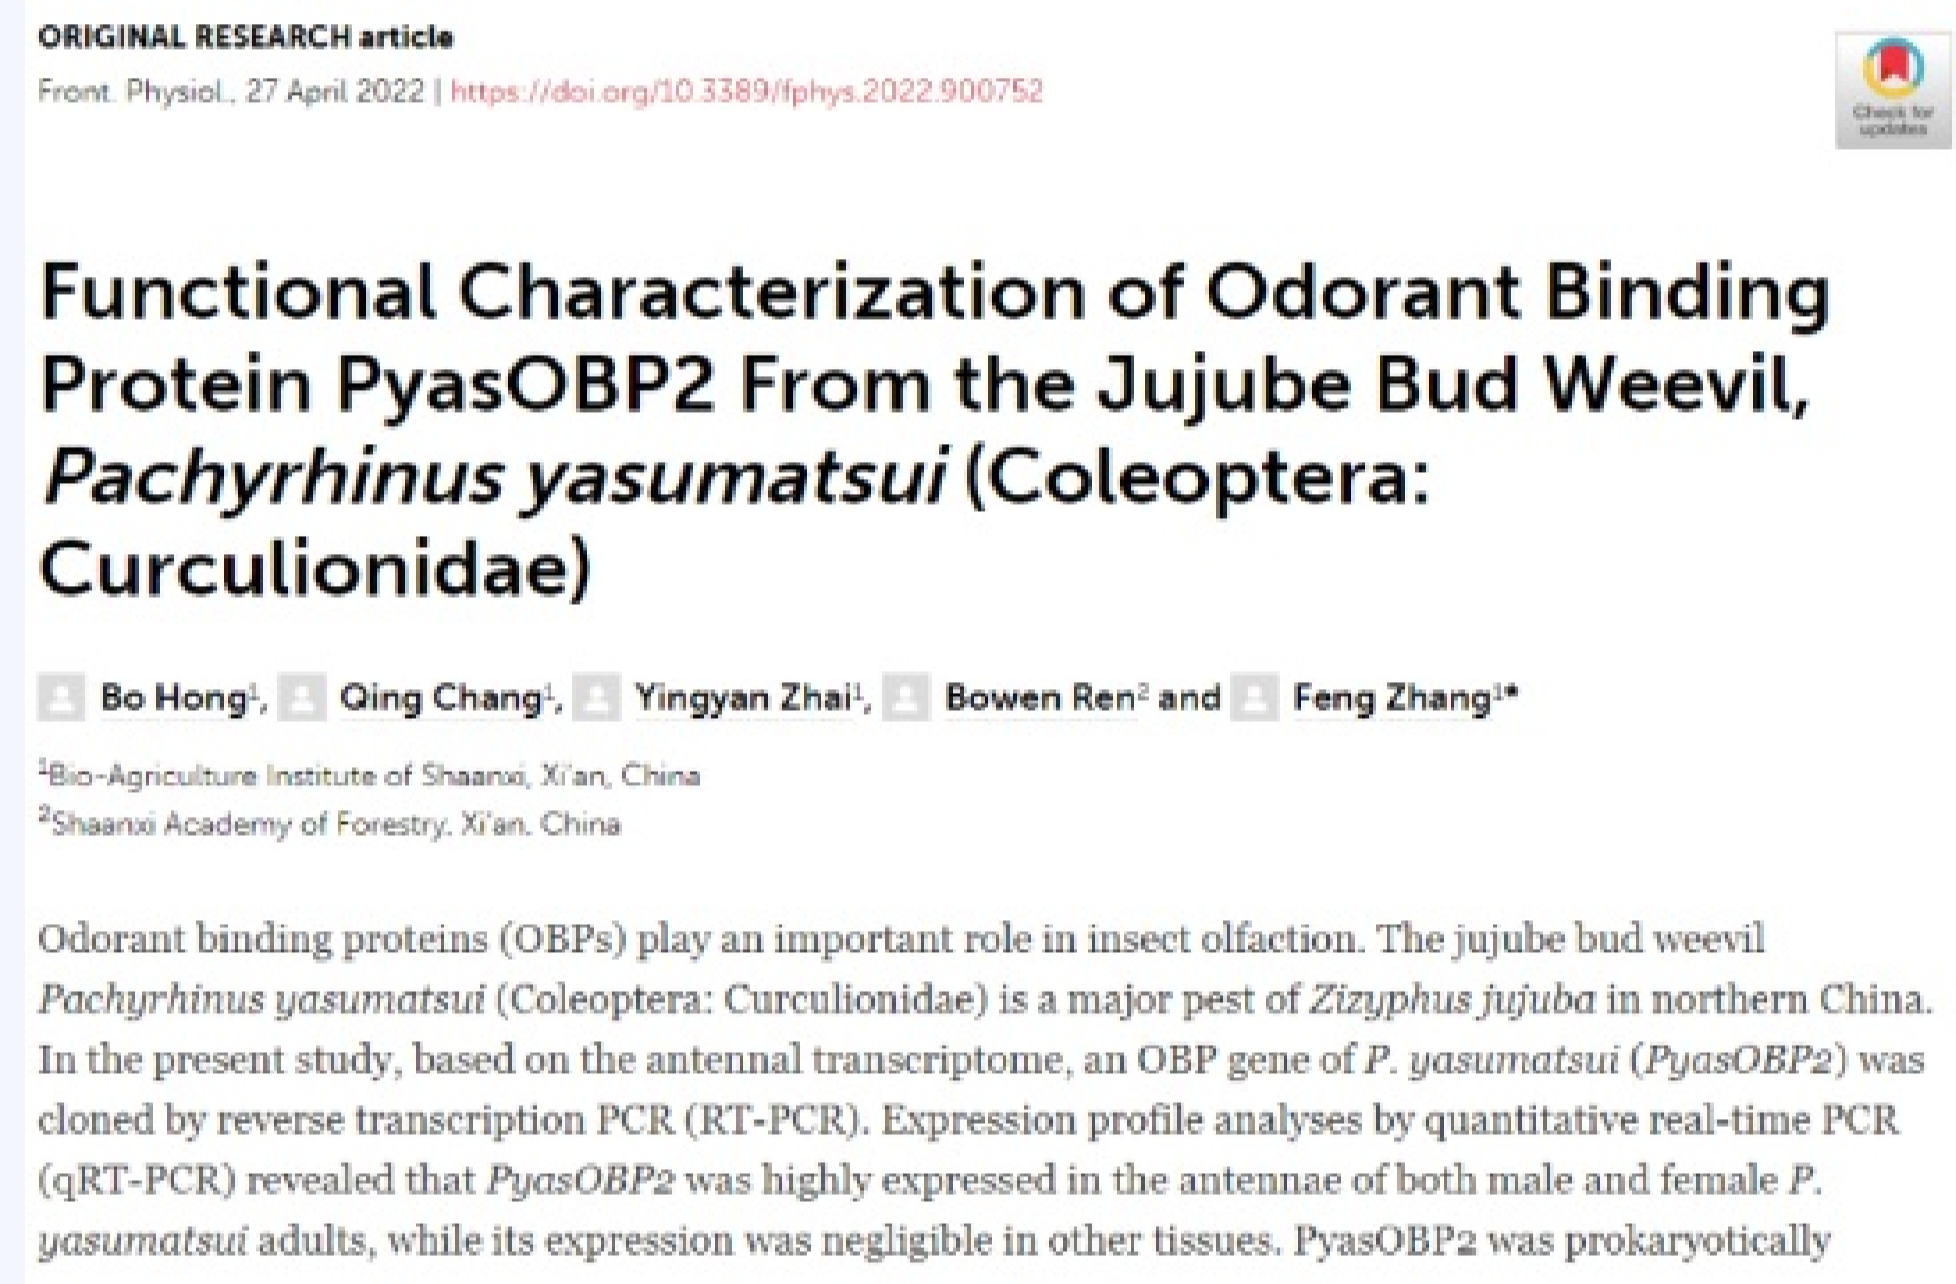 ORIGINAL RESEARCH article
Front. Physiol., 27 April 2022 | https://doi.org/10.3389/fphys.2022.900752
Check for
updates
Functional Characterization of Odorant Binding
Protein PyasOBP2 From the Jujube Bud Weevil,
Pachyrhinus yasumatsui (Coleoptera:
Curculionidae)
Bo Hong¹, Qing Chang¹, Yingyan Zhai¹, Bowen Ren² and Feng Zhang¹*
¹Bio-Agriculture Institute of Shaanxi, Xi'an, China
²Shaanxi Academy of Forestry, Xi'an, China
Odorant binding proteins (OBPs) play an important role in insect olfaction. The jujube bud weevil
Pachyrhinus yasumatsui (Coleoptera: Curculionidae) is a major pest of Zizyphus jujuba in northern China.
In the present study, based on the antennal transcriptome, an OBP gene of P. yasumatsui (PyasOBP2) was
cloned by reverse transcription PCR (RT-PCR). Expression profile analyses by quantitative real-time PCR
(qRT-PCR) revealed that PyasOBP2 was highly expressed in the antennae of both male and female P.
yasumatsui adults, while its expression was negligible in other tissues. PyasOBP2 was prokaryotically